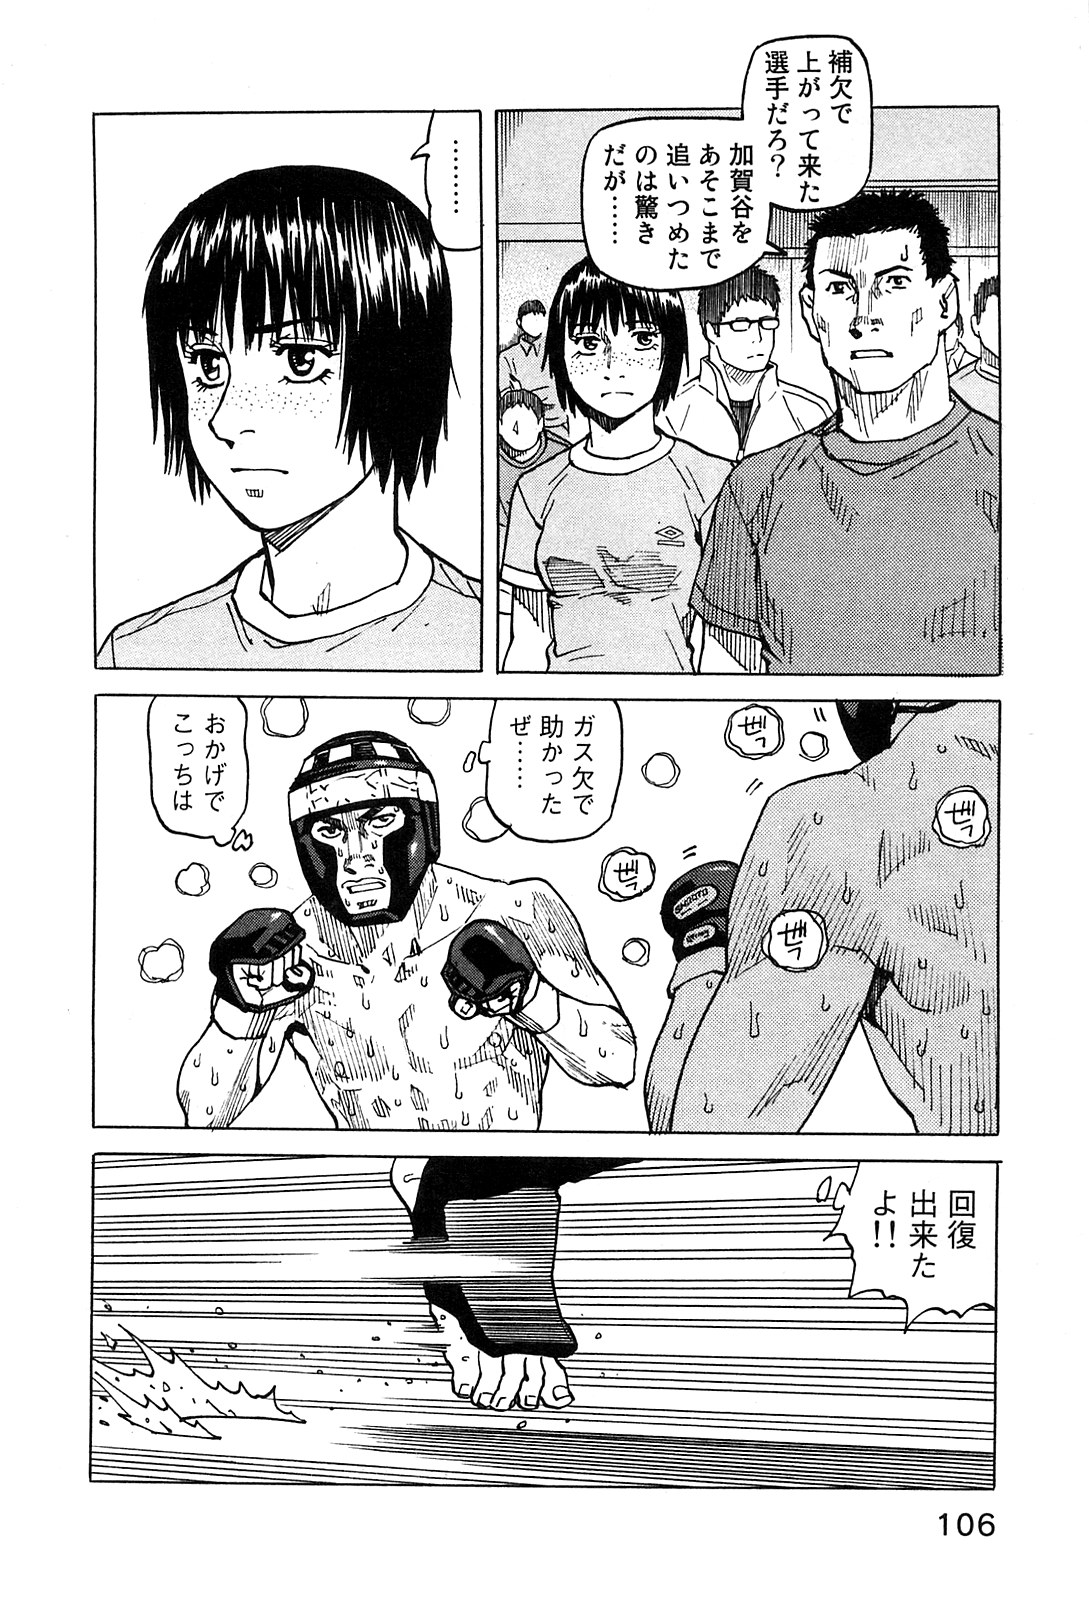 補欠で
上がって来た
選手だろ?
加賀谷を
あそこまで
追いつめた
のは驚き
だが……
………
ガス欠で
助かった
ぜ……
おかげで
こっちは
ゼッ
ゼッ
ゼッ
ゼッ
回復
出来た
よ!!
106